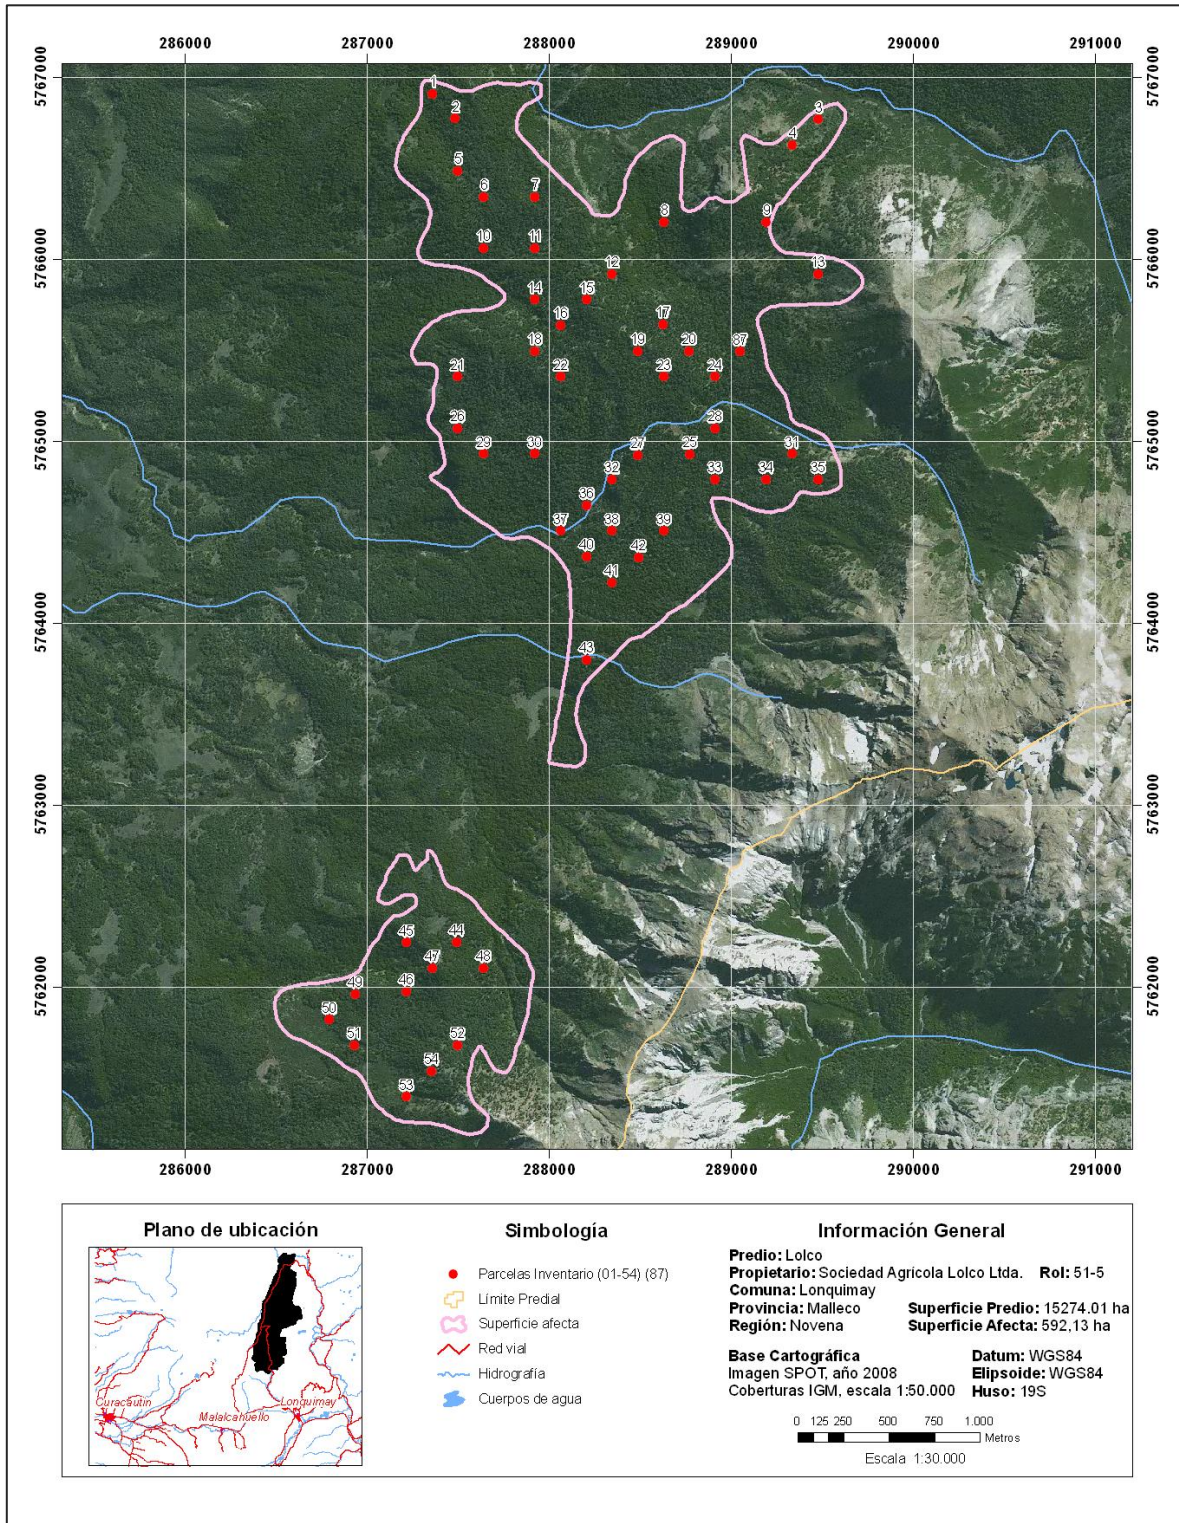 286000 287000 288000 289000 290000 291000
5767000 5767000
5766000 5766000
5765000 5765000
5764000 5764000
5763000 5763000
5762000 5762000
1
2
3
4
5
6 7
8 9
10 11
12 13
14 15
16 17
18 19 20 87
21 22 23 24
26 28
29 30 27 25 31
32 33 34 35
36
37 38 39
40 42
41
43
45 44
47 48
49 46
50
51 52
54
53
286000 287000 288000 289000 290000 291000
Plano de ubicación
Curacautín
Malalcahuello
Lonquimay
Simbología
Parcelas Inventario (01-54) (87)
Límite Predial
Superficie afecta
Red vial
Hidrografía
Cuerpos de agua
Información General
Predio: Lolco
Propietario: Sociedad Agrícola Lolco Ltda. Rol: 51-5
Comuna: Lonquimay
Provincia: Malleco Superficie Predio: 15274.01 ha
Región: Novena Superficie Afecta: 592,13 ha
Base Cartográfica Datum: WGS84
Imagen SPOT, año 2008 Elipsoide: WGS84
Coberturas IGM, escala 1:50.000 Huso: 19S
0 125 250 500 750 1.000
Metros
Escala 1:30.000